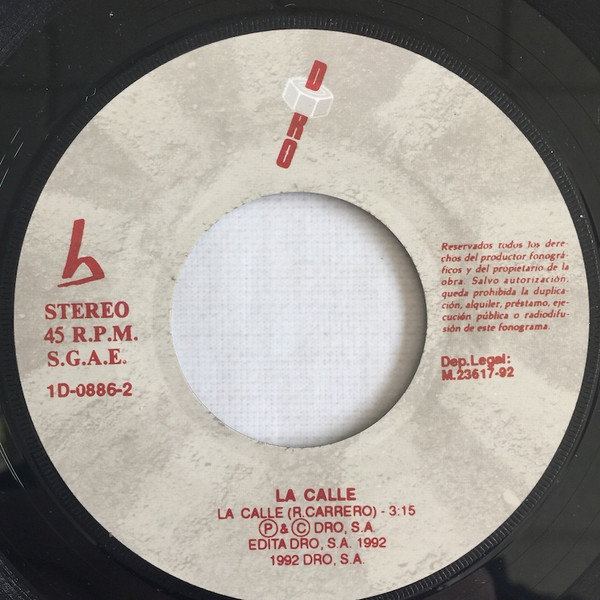 DRO
b
STEREO
45 R.P.M.
S.G.A.E.
1D-0886-2
Reservados todos los dere-
chos del productor fonográ-
ficos y del propietario de la
obra. Salvo autorización,
queda prohibida la duplica-
ción, alquiler, préstamo, eje-
cución pública o radiodifu-
sión de este fonograma.
Dep.Legal:
M.23617-92
LA CALLE
LA CALLE (R.CARRERO) - 3:15
Ⓟ & Ⓒ DRO, S.A.
EDITA DRO, S.A. 1992
1992 DRO, S.A.